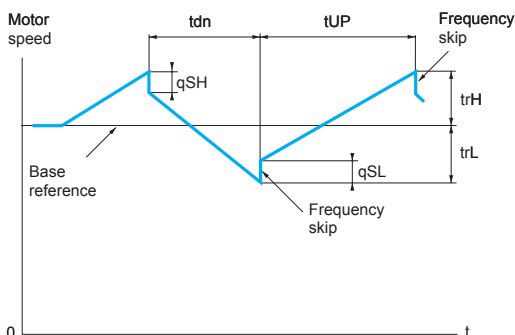 Motor
speed
tdn
tUP
Frequency
skip
qSH
trH
Base
reference
trL
qSL
Frequency
skip
0
t